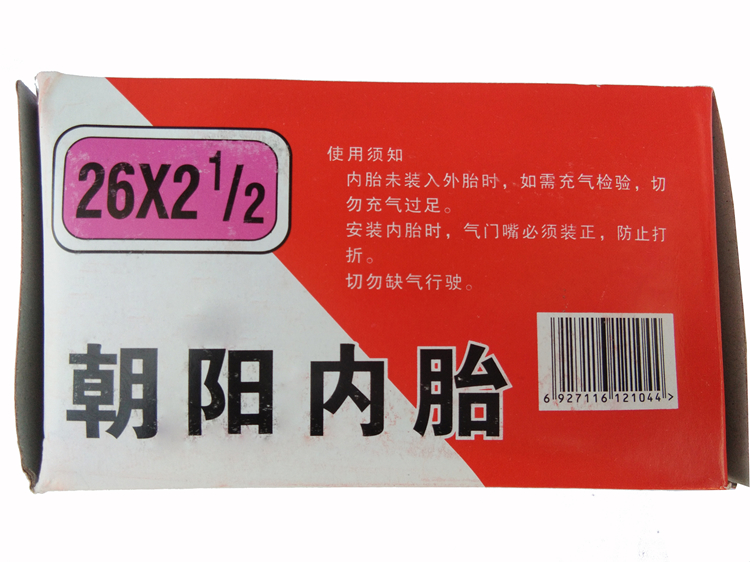 26X2 1/2
使用须知
内胎未装入外胎时，如需充气检验，切
勿充气过足。
安装内胎时，气门嘴必须装正，防止打
折。
切勿缺气行驶。
朝阳内胎
6 927116 121044 >